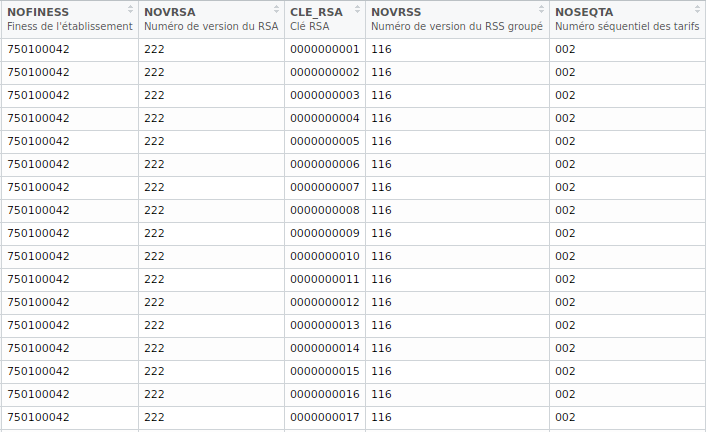 NOFINESS NOVRSA CLE_RSA NOVRSS NOSEQTA
Finess de l'établissement Numéro de version du RSA Clé RSA Numéro de version du RSS groupé Numéro séquentiel des tarifs
750100042 222 0000000001 116 002
750100042 222 0000000002 116 002
750100042 222 0000000003 116 002
750100042 222 0000000004 116 002
750100042 222 0000000005 116 002
750100042 222 0000000006 116 002
750100042 222 0000000007 116 002
750100042 222 0000000008 116 002
750100042 222 0000000009 116 002
750100042 222 0000000010 116 002
750100042 222 0000000011 116 002
750100042 222 0000000012 116 002
750100042 222 0000000013 116 002
750100042 222 0000000014 116 002
750100042 222 0000000015 116 002
750100042 222 0000000016 116 002
750100042 222 0000000017 116 002